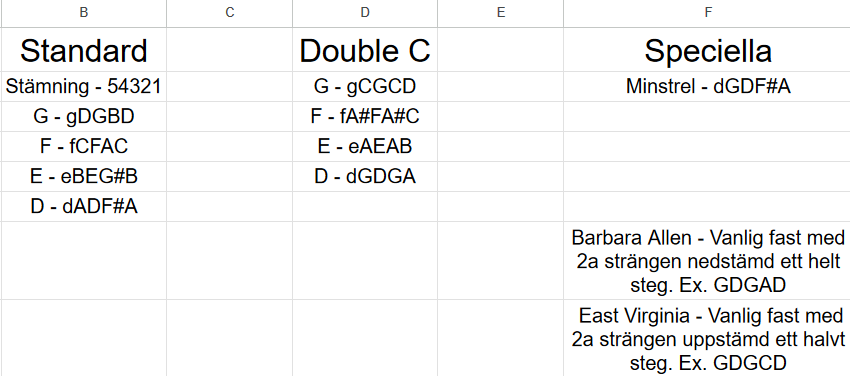 B C D E F
Standard Double C Speciella
Stämning - 54321 G - gCGCD Minstrel - dGDF#A
G - gDGBD F - fA#FA#C
F - fCFAC E - eAEAB
E - eBEG#B D - dGDGA
D - dADF#A
Barbara Allen - Vanlig fast med
2a strängen nedstämd ett helt
steg. Ex. GDGAD
East Virginia - Vanlig fast med
2a strängen uppstämd ett halvt
steg. Ex. GDGCD